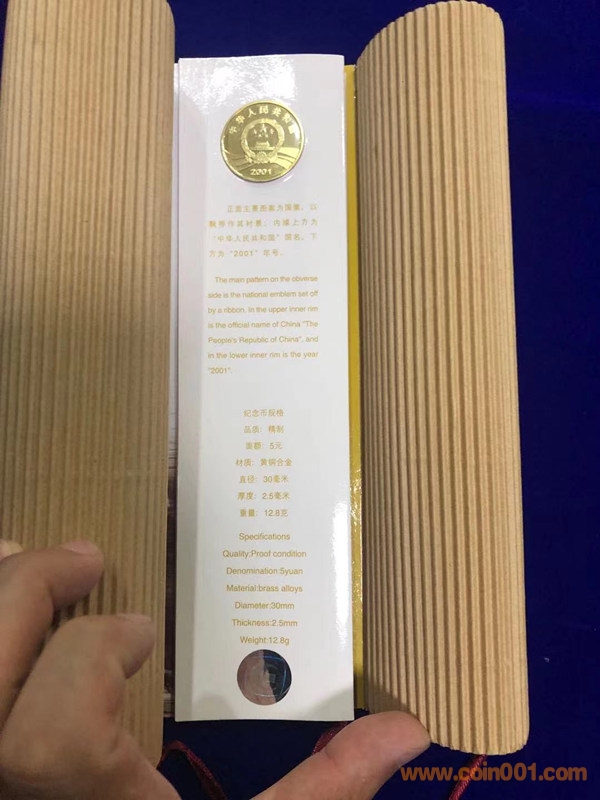 中华人民共和国
2001
正面主要图案为国徽，以
飘带作底衬景；内缘上方为
“中华人民共和国”国名，下
方为“2001”年号。
The main pattern on the obverse
side is the national emblem set off
by a ribbon. In the upper inner rim
is the official name of China "The
People's Republic of China", and
in the lower inner rim is the year
"2001".
纪念币规格
品质：精制
面额：5元
材质：黄铜合金
直径：30毫米
厚度：2.5毫米
重量：12.8克
Specifications
Quality:Proof condition
Denomination:5yuan
Material:brass alloys
Diameter:30mm
Thickness:2.5mm
Weight:12.8g
www.coin001.com